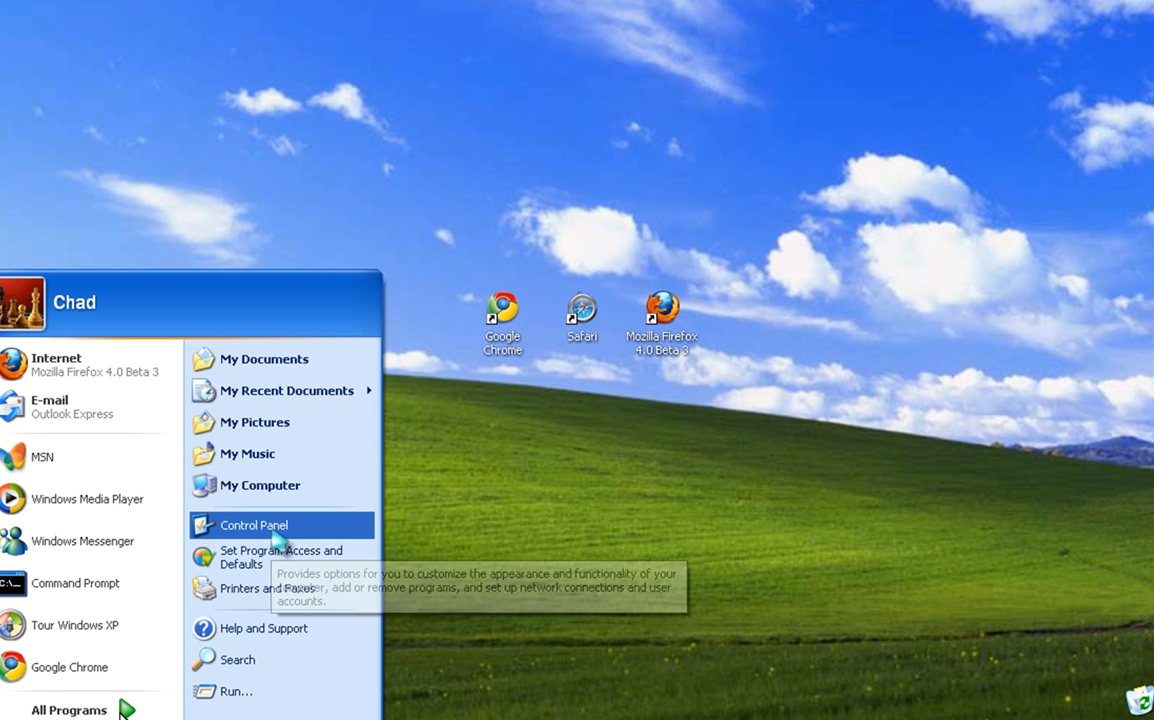 Chad
Internet
Mozilla Firefox 4.0 Beta 3
E-mail
Outlook Express
MSN
Windows Media Player
Windows Messenger
Command Prompt
C:\_
Tour Windows XP
Google Chrome
All Programs
My Documents
My Recent Documents
My Pictures
My Music
My Computer
Control Panel
Set Program Access and
Defaults
Printers and Faxes
Help and Support
Search
Run...
Provides options for you to customize the appearance and functionality of your
computer, add or remove programs, and set up network connections and user
accounts.
Google
Chrome
Safari
Mozilla Firefox
4.0 Beta 3